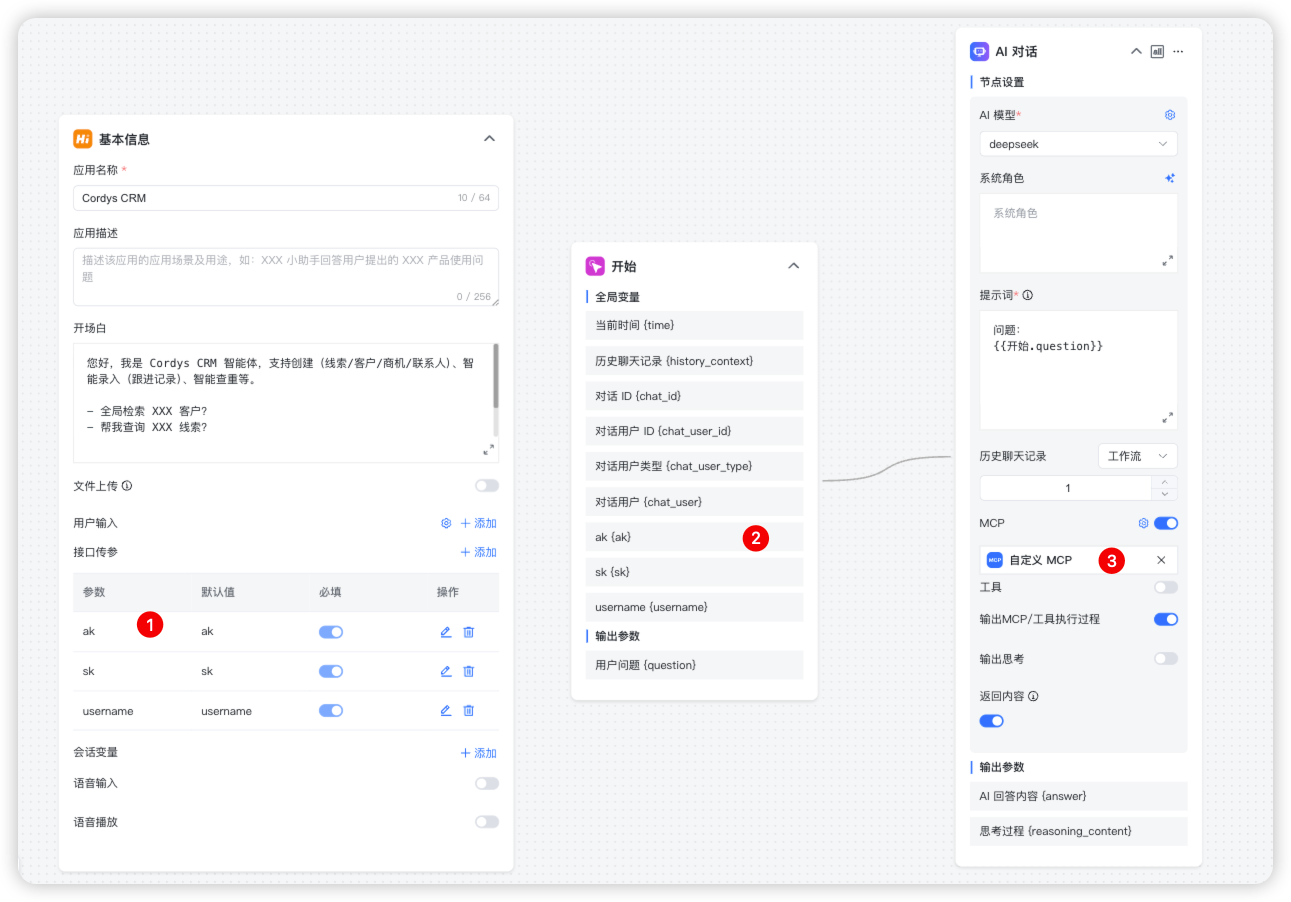 Hi 基本信息
应用名称 *
Cordys CRM 10 / 64
应用描述
描述该应用的应用场景及用途，如：XXX 小助手回答用户提出的 XXX 产品使用问
题
0 / 256
开场白
您好，我是 Cordys CRM 智能体，支持创建（线索/客户/商机/联系人）、智
能录入（跟进记录）、智能查重等。
- 全局检索 XXX 客户?
- 帮我查询 XXX 线索?
文件上传
用户输入 + 添加
接口传参 + 添加
参数 默认值 必填 操作
ak 1 ak
sk sk
username username
会话变量 + 添加
语音输入
语音播放
开始
全局变量
当前时间 {time}
历史聊天记录 {history_context}
对话 ID {chat_id}
对话用户 ID {chat_user_id}
对话用户类型 {chat_user_type}
对话用户 {chat_user}
ak {ak} 2
sk {sk}
username {username}
输出参数
用户问题 {question}
AI 对话
节点设置
AI 模型*
deepseek
系统角色
系统角色
提示词*
问题：
{{开始.question}}
历史聊天记录 工作流
1
MCP
MCP 自定义 MCP 3
工具
输出MCP/工具执行过程
输出思考
返回内容
输出参数
AI 回答内容 {answer}
思考过程 {reasoning_content}